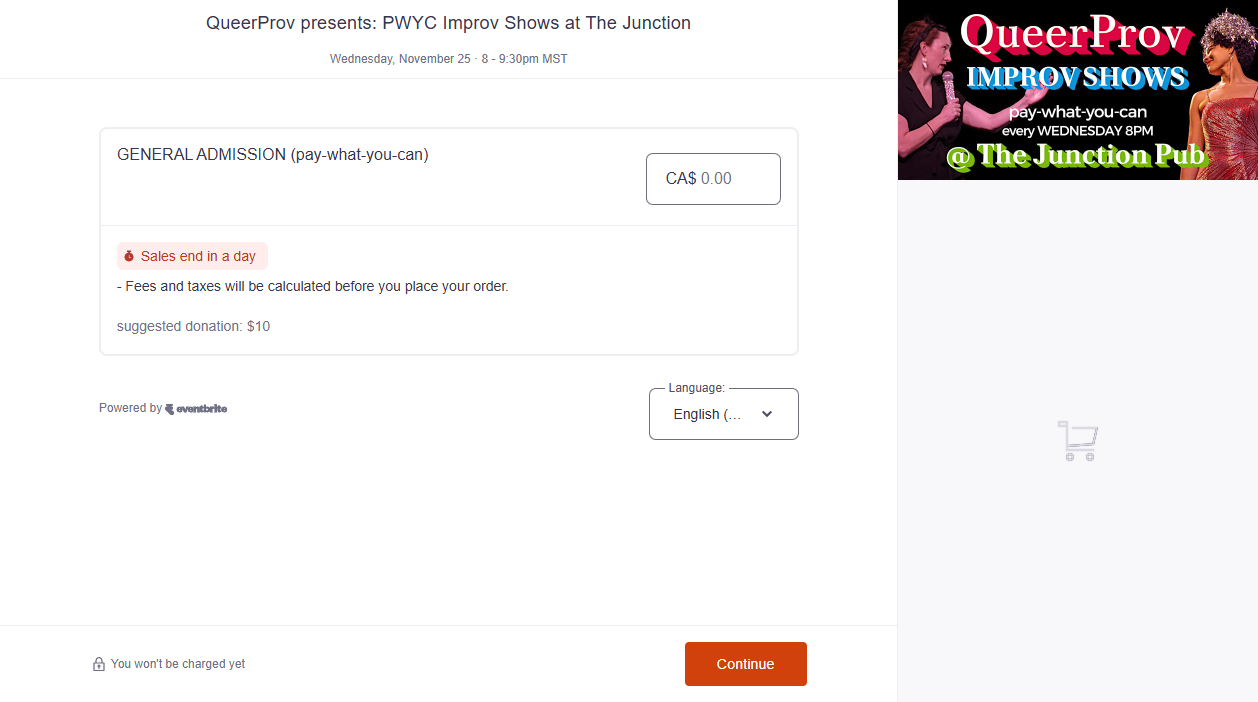 QueerProv presents: PWYC Improv Shows at The Junction
Wednesday, November 25 · 8 - 9:30pm MST
GENERAL ADMISSION (pay-what-you-can)
CA$ 0.00
Sales end in a day
- Fees and taxes will be calculated before you place your order.
suggested donation: $10
Powered by eventbrite
Language:
English (...
You won't be charged yet
Continue
QueerProv
IMPROV SHOWS
pay-what-you-can
every WEDNESDAY 8PM
@ The Junction Pub